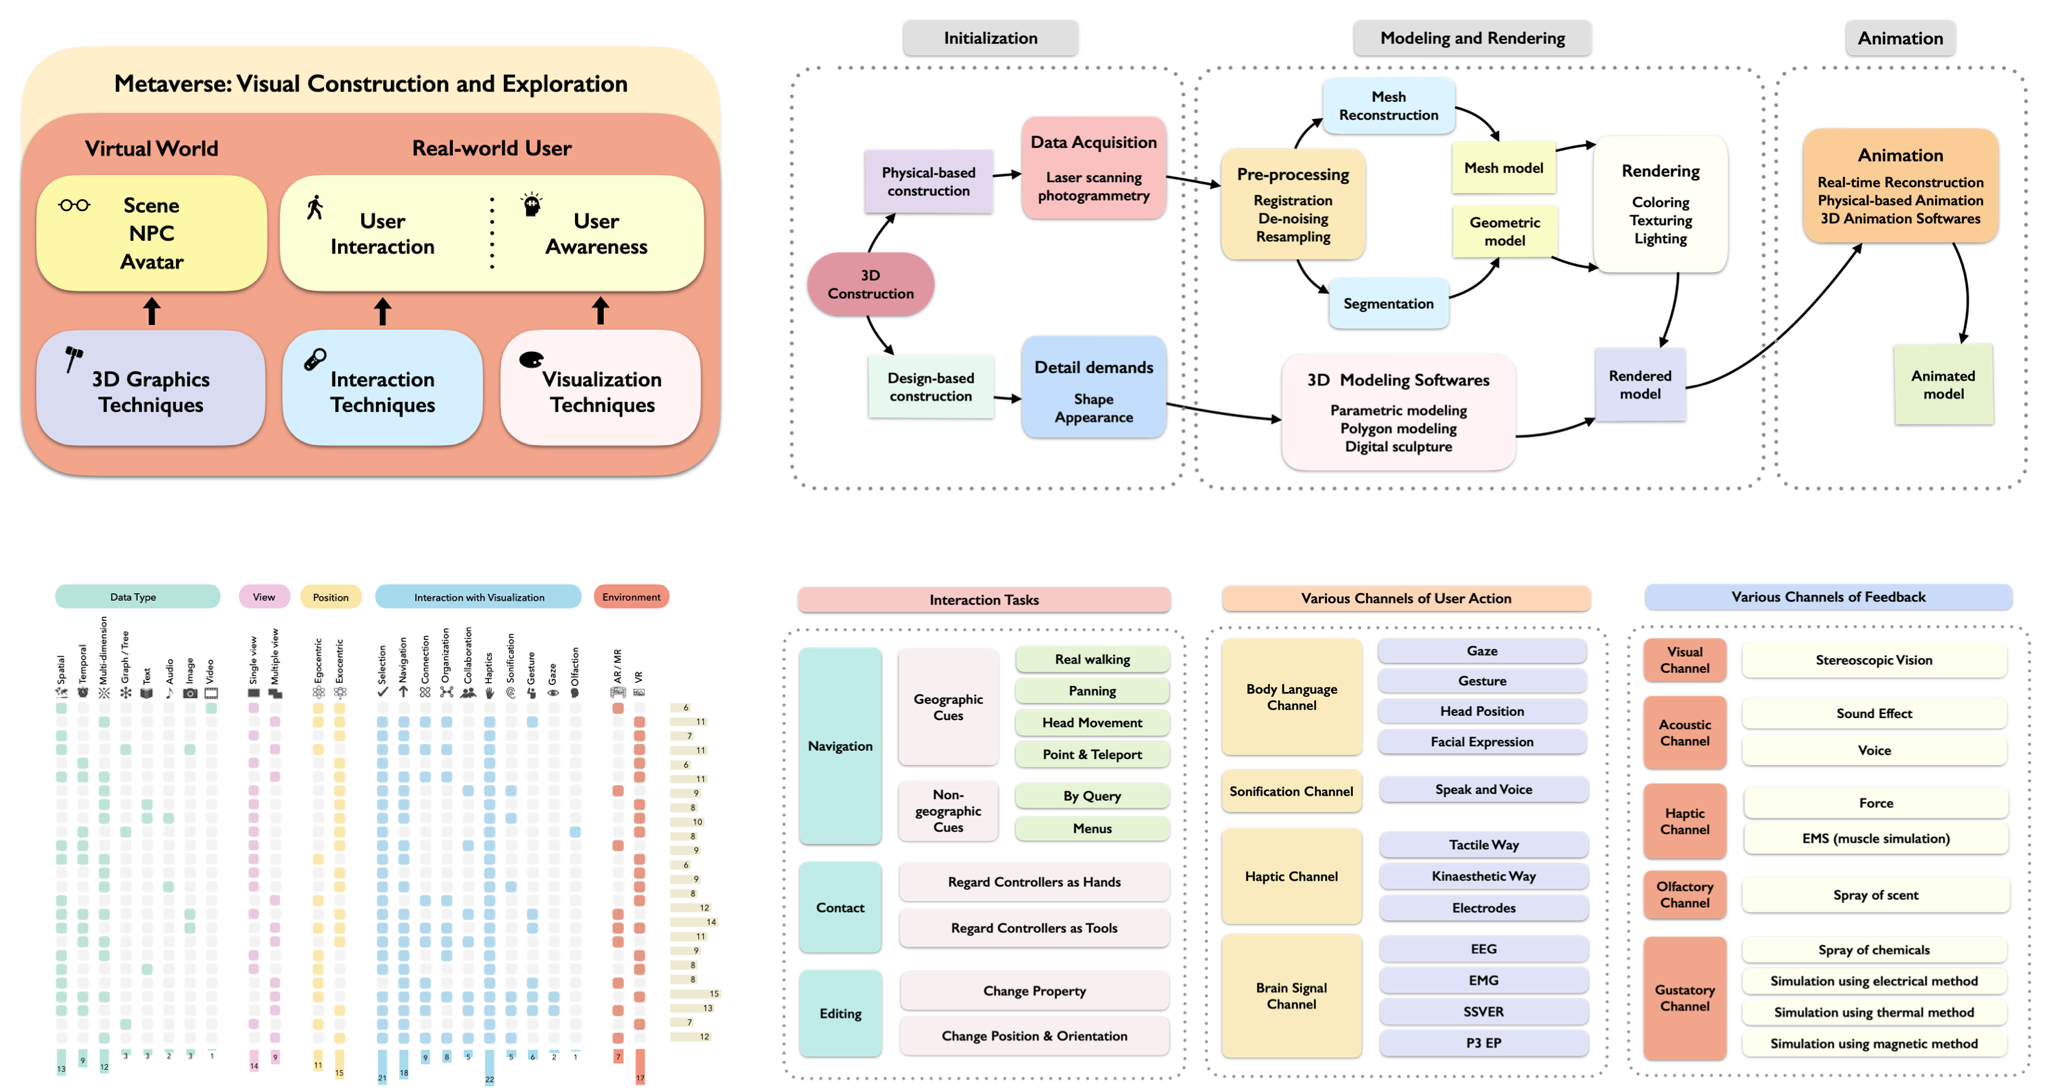 Metaverse: Visual Construction and Exploration
Virtual World
Real-world User
Scene
NPC
Avatar
User
Interaction
User
Awareness
3D Graphics
Techniques
Interaction
Techniques
Visualization
Techniques
Initialization
Modeling and Rendering
Animation
3D
Construction
Physical-based
construction
Data Acquisition
Laser scanning
photogrammetry
Design-based
construction
Detail demands
Shape
Appearance
Pre-processing
Registration
De-noising
Resampling
Mesh
Reconstruction
Segmentation
Mesh model
Geometric
model
Rendering
Coloring
Texturing
Lighting
3D Modeling Softwares
Parametric modeling
Polygon modeling
Digital sculpture
Rendered
model
Animation
Real-time Reconstruction
Physical-based Animation
3D Animation Softwares
Animated
model
Data Type
View
Position
Interaction with Visualization
Environment
Spatial
Temporal
Multi-dimension
Graph / Tree
Text
Audio
Image
Video
Single view
Multiple view
Egocentric
Exocentric
Selection
Navigation
Connection
Organization
Collaboration
Haptics
Sonification
Gesture
Gaze
Olfaction
AR / MR
VR
6
11
7
11
6
11
9
8
10
8
9
6
9
8
12
14
11
9
8
8
15
13
7
12
13
9
12
3
3
2
3
1
14
9
11
15
21
18
9
8
5
22
5
6
2
1
7
17
Interaction Tasks
Navigation
Geographic
Cues
Real walking
Panning
Head Movement
Point & Teleport
Non-
geographic
Cues
By Query
Menus
Contact
Regard Controllers as Hands
Regard Controllers as Tools
Editing
Change Property
Change Position & Orientation
Various Channels of User Action
Body Language
Channel
Gaze
Gesture
Head Position
Facial Expression
Sonification Channel
Speak and Voice
Haptic Channel
Tactile Way
Kinaesthetic Way
Electrodes
Brain Signal
Channel
EEG
EMG
SSVER
P3 EP
Various Channels of Feedback
Visual
Channel
Stereoscopic Vision
Acoustic
Channel
Sound Effect
Voice
Haptic
Channel
Force
EMS (muscle simulation)
Olfactory
Channel
Spray of scent
Gustatory
Channel
Spray of chemicals
Simulation using electrical method
Simulation using thermal method
Simulation using magnetic method